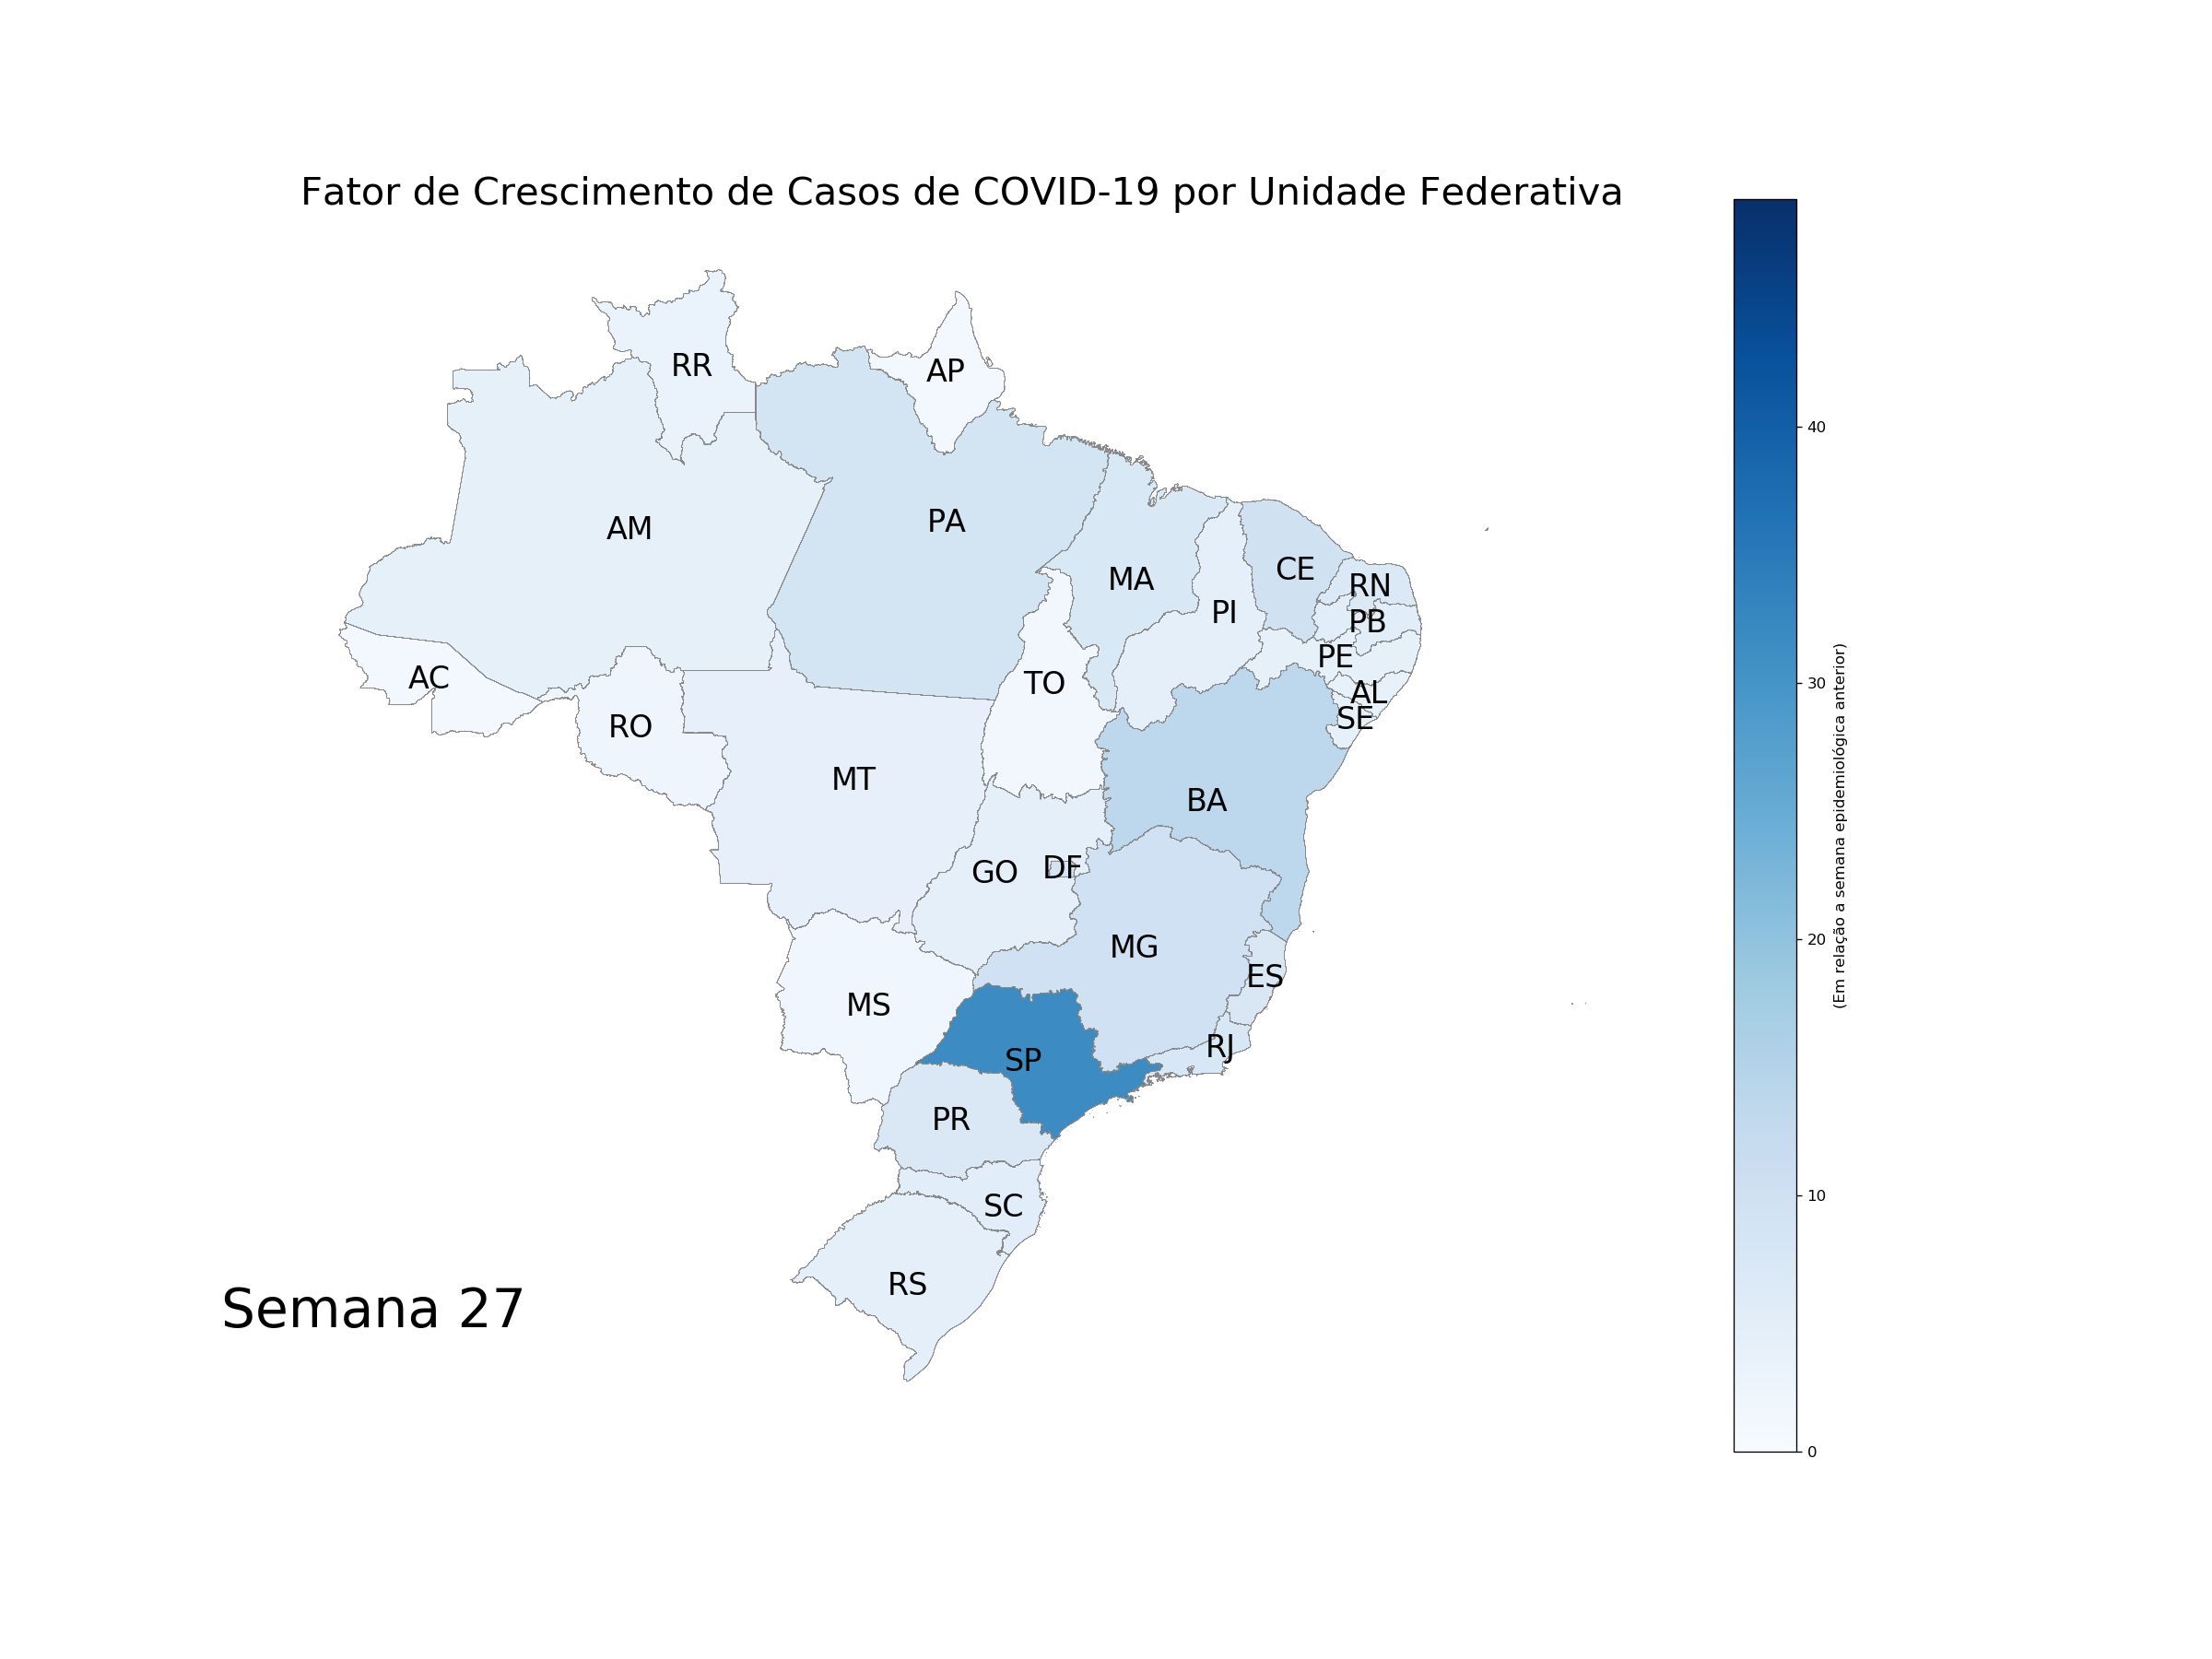 Fator de Crescimento de Casos de COVID-19 por Unidade Federativa
RR
AP
AM
PA
MA
CE
RN
PI
PB
PE
AC
TO
AL
SE
RO
MT
BA
GO
DF
MG
ES
MS
RJ
SP
PR
SC
RS
Semana 27
40
30
20
10
0
(Em relação a semana epidemiológica anterior)